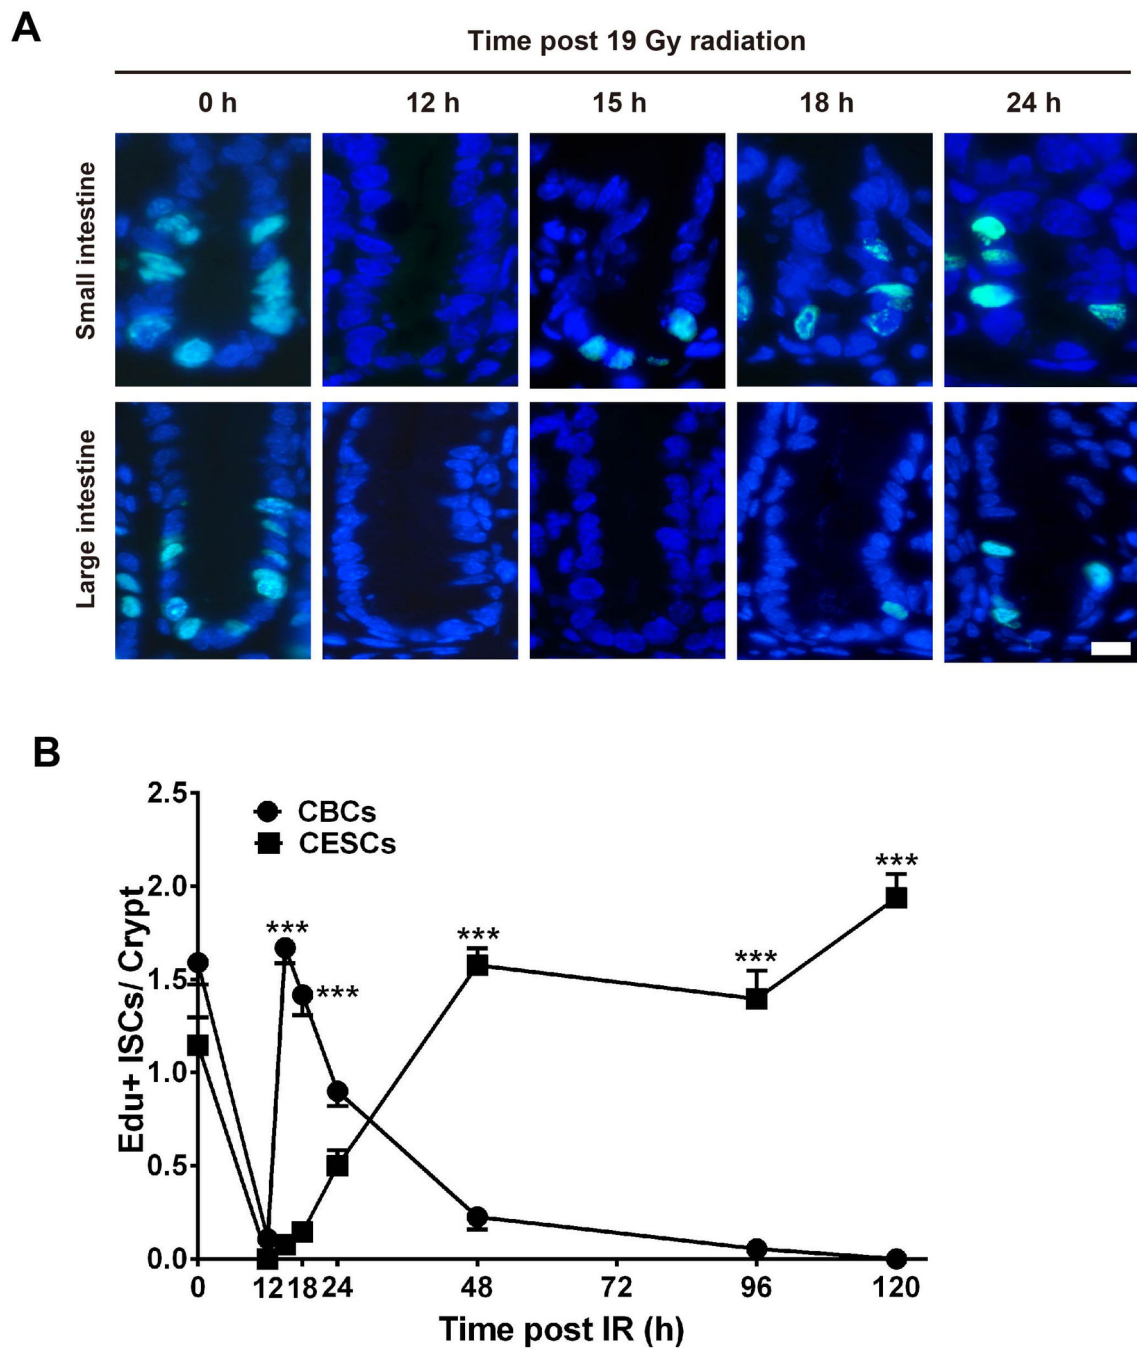 A
Time post 19 Gy radiation
0 h 12 h 15 h 18 h 24 h
Small intestine
Large intestine
B
Edu+ ISCs/ Crypt
2.5
2.0
1.5
1.0
0.5
0.0
CBCs
CESCs
***
***
***
***
***
0 12 18 24 48 72 96 120
Time post IR (h)